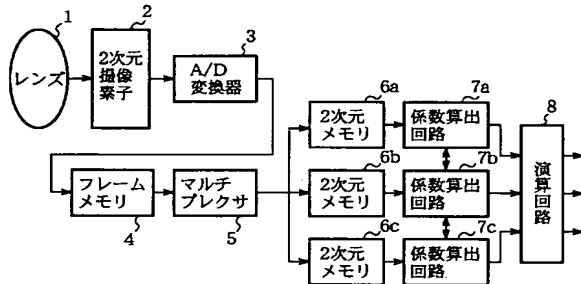 1
レンズ
2
2次元
撮像
素子
3
A/D
変換器
フレーム
メモリ
4
マルチ
プレクサ
5
6a
2次元
メモリ
7a
係数算出
回路
6b
2次元
メモリ
7b
係数算出
回路
6c
2次元
メモリ
7c
係数算出
回路
8
演算回路